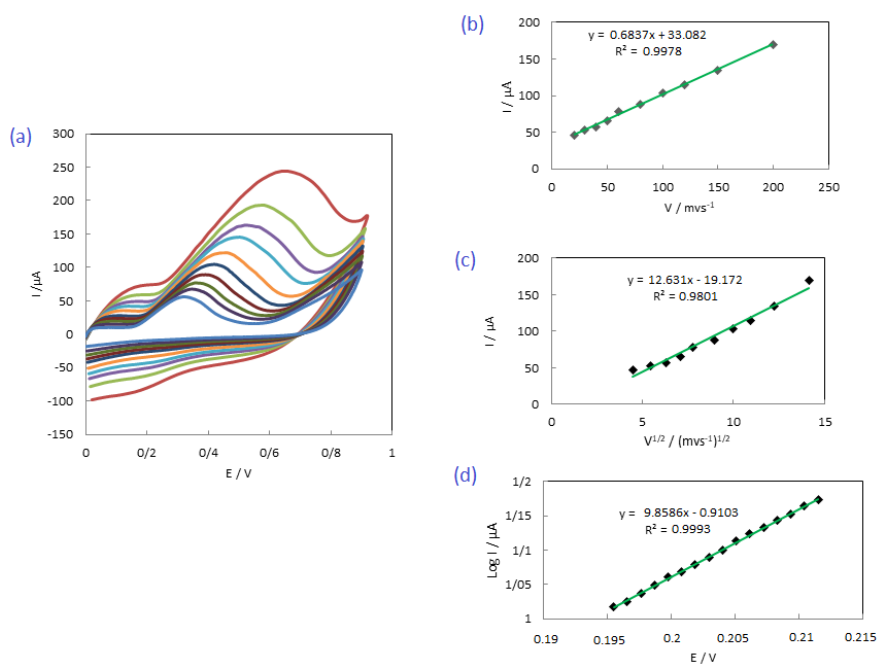 (a)
300
250
200
150
100
50
0
-50
-100
-150
I /µA
0 0/2 0/4 0/6 0/8 1
E / V
(b)
200
150
100
50
0
I / µA
y = 0.6837x + 33.082
R² = 0.9978
0 50 100 150 200 250
V / mvs⁻¹
(c)
200
150
100
50
0
I / µA
y = 12.631x - 19.172
R² = 0.9801
0 5 10 15
V¹/² / (mvs⁻¹)¹/²
(d)
1/2
1/15
1/1
1/05
1
Log I / µA
y = 9.8586x - 0.9103
R² = 0.9993
0.19 0.195 0.2 0.205 0.21 0.215
E / V